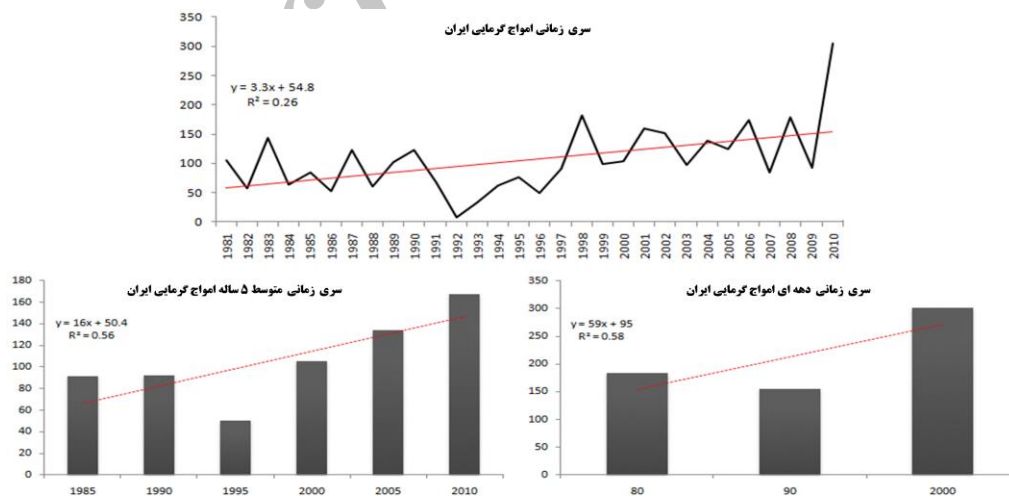 سری زمانی امواج گرمایی ایران
350
300
250
200
150
100
50
0
y = 3.3x + 54.8
R² = 0.26
1981 1982 1983 1984 1985 1986 1987 1988 1989 1990 1991 1992 1993 1994 1995 1996 1997 1998 1999 2000 2001 2002 2003 2004 2005 2006 2007 2008 2009 2010
سری زمانی متوسط ۵ ساله امواج گرمایی ایران
180
160
140
120
100
80
60
40
20
0
y = 16x + 50.4
R² = 0.56
1985 1990 1995 2000 2005 2010
سری زمانی دهه ای امواج گرمایی ایران
350
300
250
200
150
100
50
0
y = 59x + 95
R² = 0.58
80 90 2000